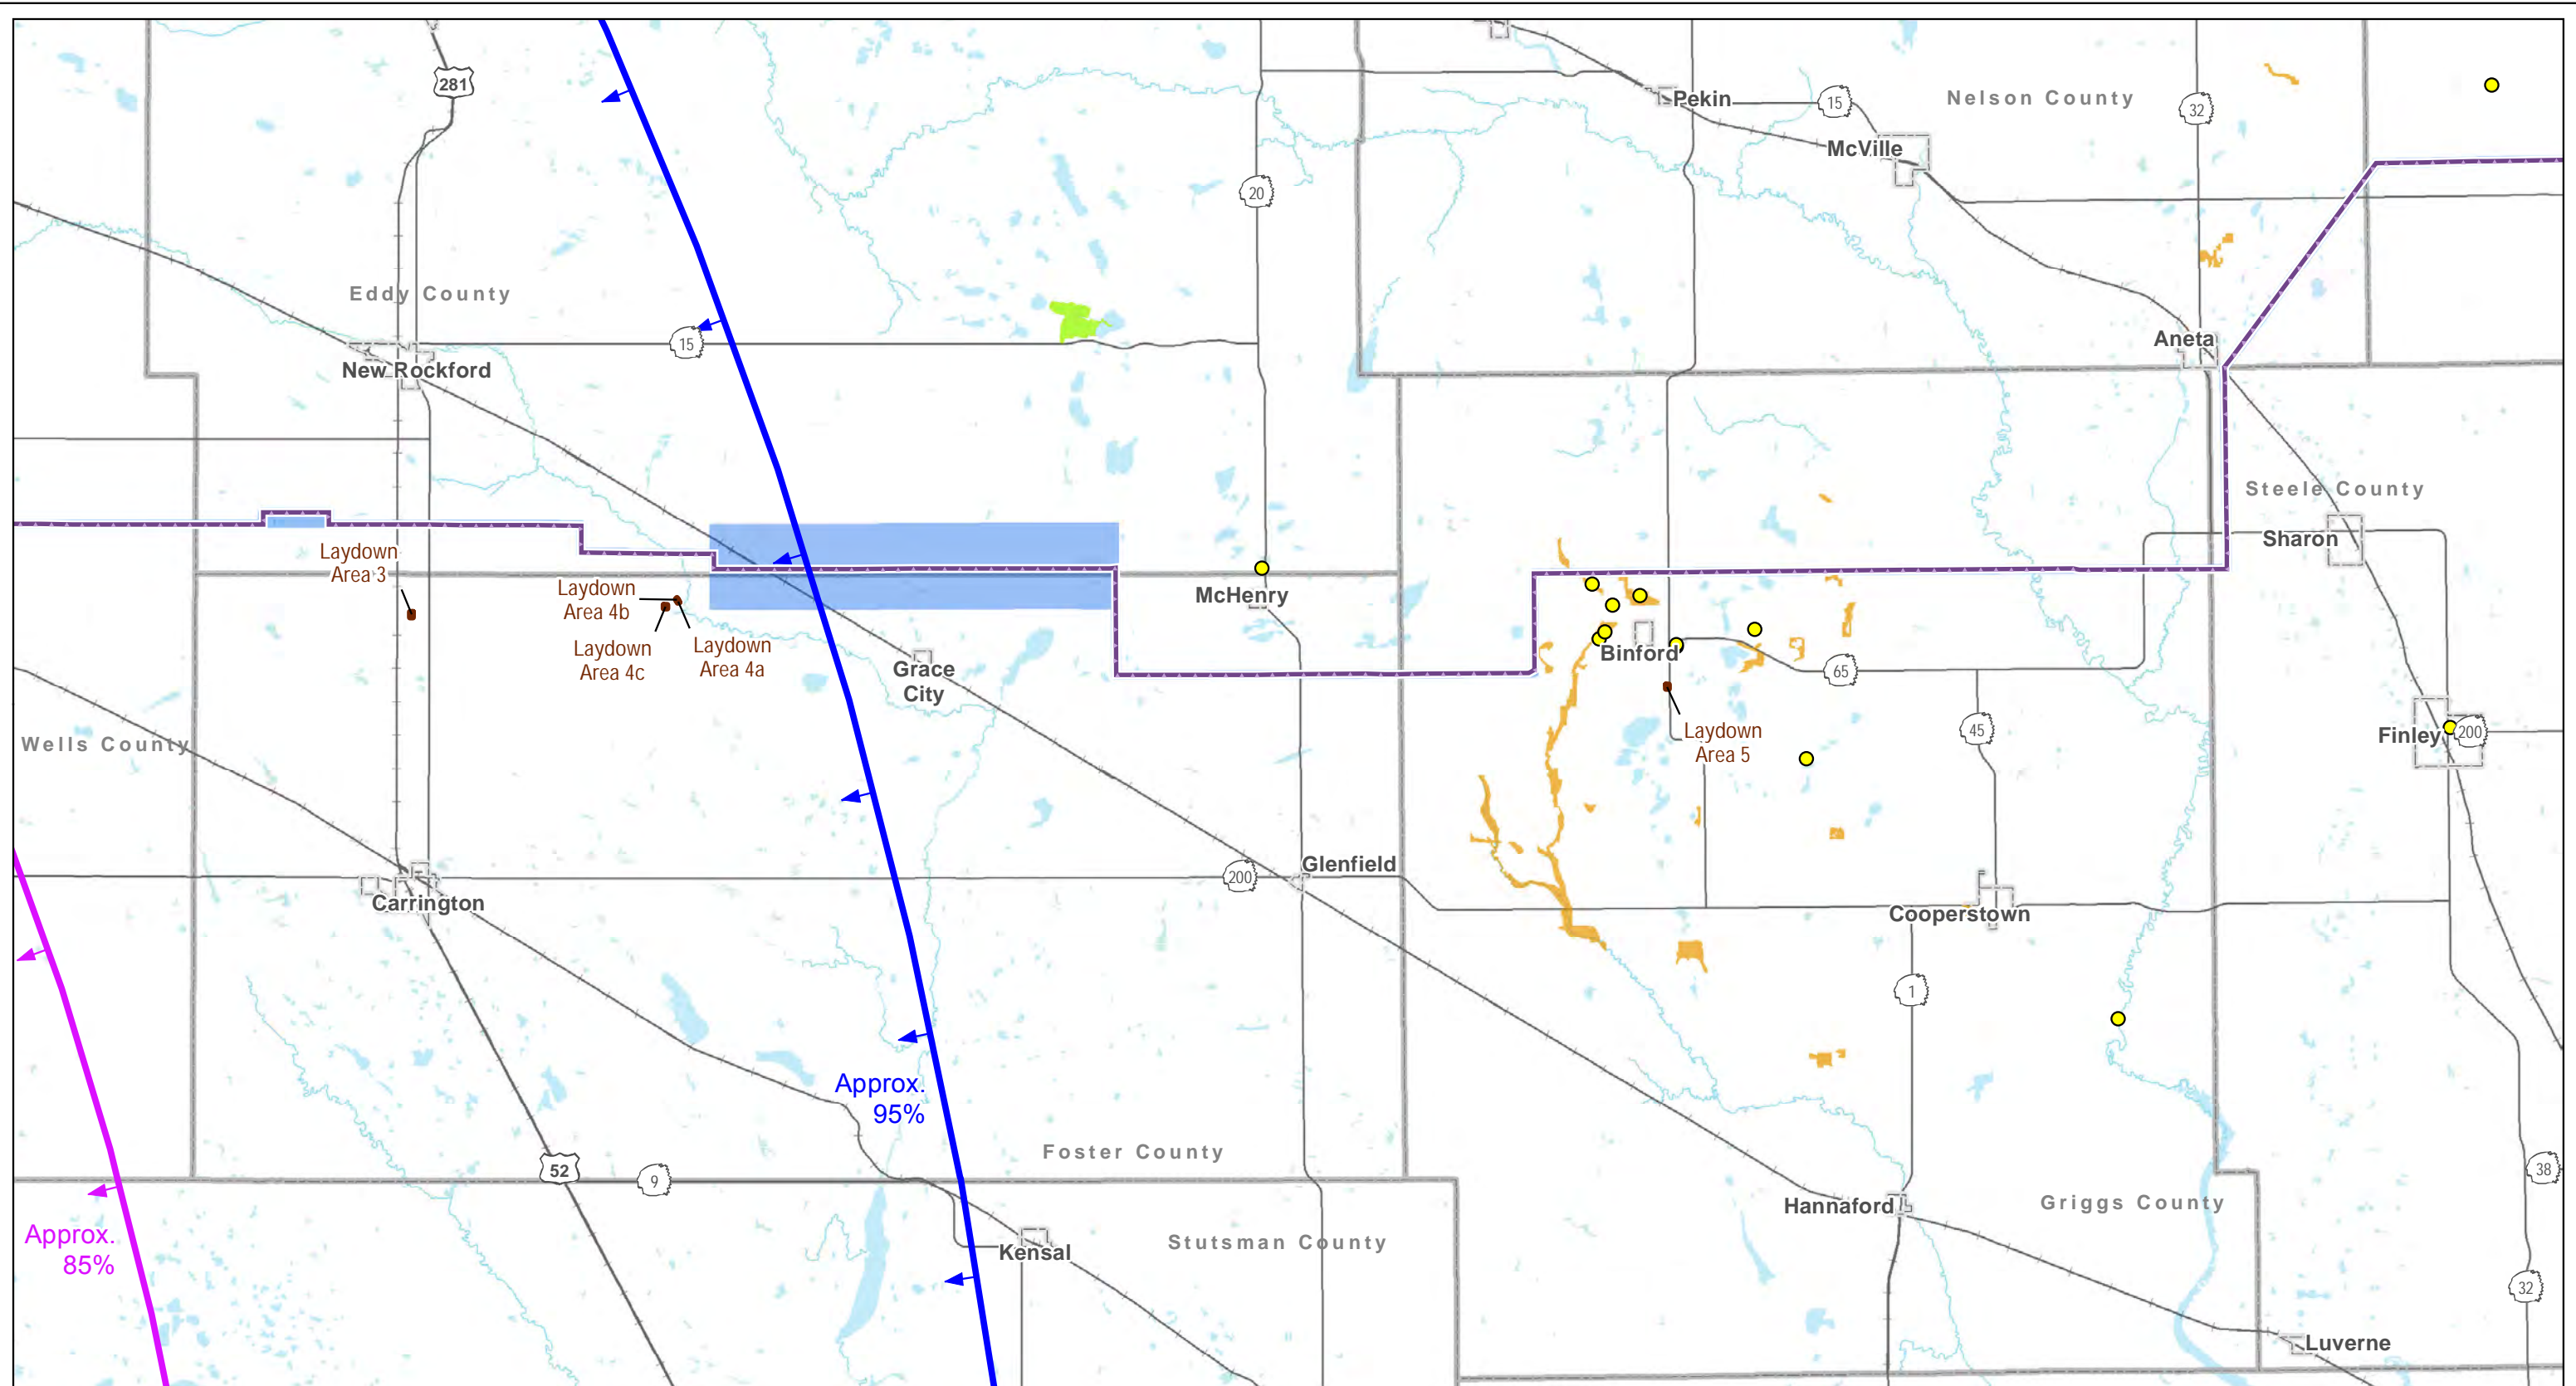 281
Pekin
15
Nelson County
32
McVille
20
Eddy County
15
Aneta
New Rockford
Steele County
Sharon
Laydown
Area 3
Laydown
Area 4b
McHenry
Laydown
Area 4c
Laydown
Area 4a
Grace
City
Binford
65
Wells County
Laydown
Area 5
45
Finley
200
Glenfield
200
Carrington
Cooperstown
1
Approx.
95%
Foster County
52
9
38
Hannaford
Griggs County
Approx.
85%
Kensal
Stutsman County
32
Luverne